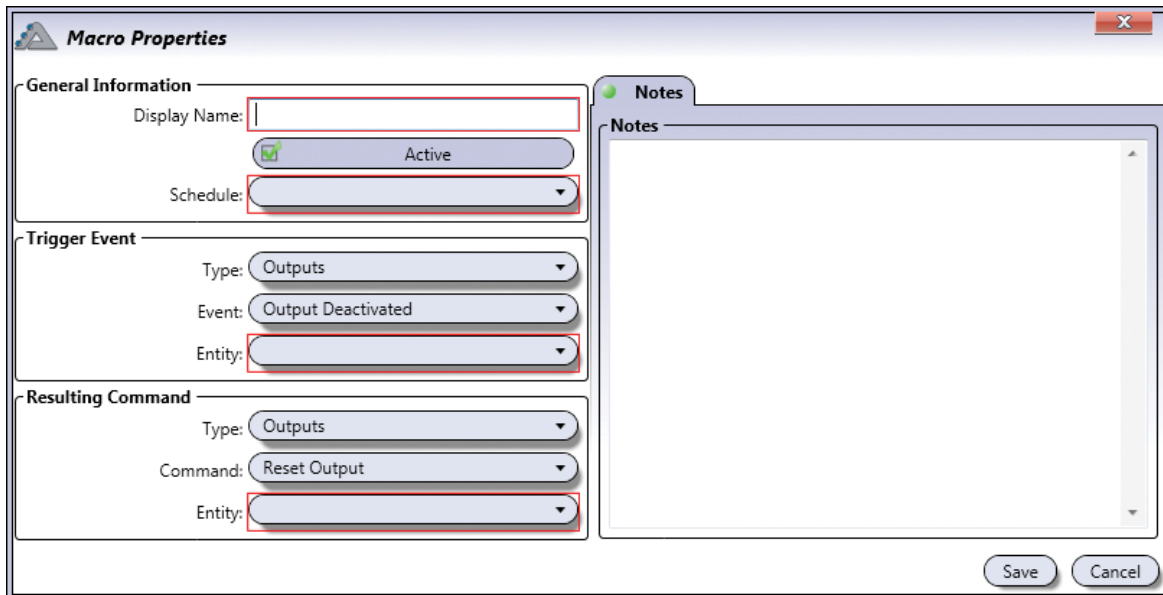 Macro Properties
X
General Information
Display Name:
Active
Schedule:
Trigger Event
Type: Outputs
Event: Output Deactivated
Entity:
Resulting Command
Type: Outputs
Command: Reset Output
Entity:
Notes
Notes
Save Cancel